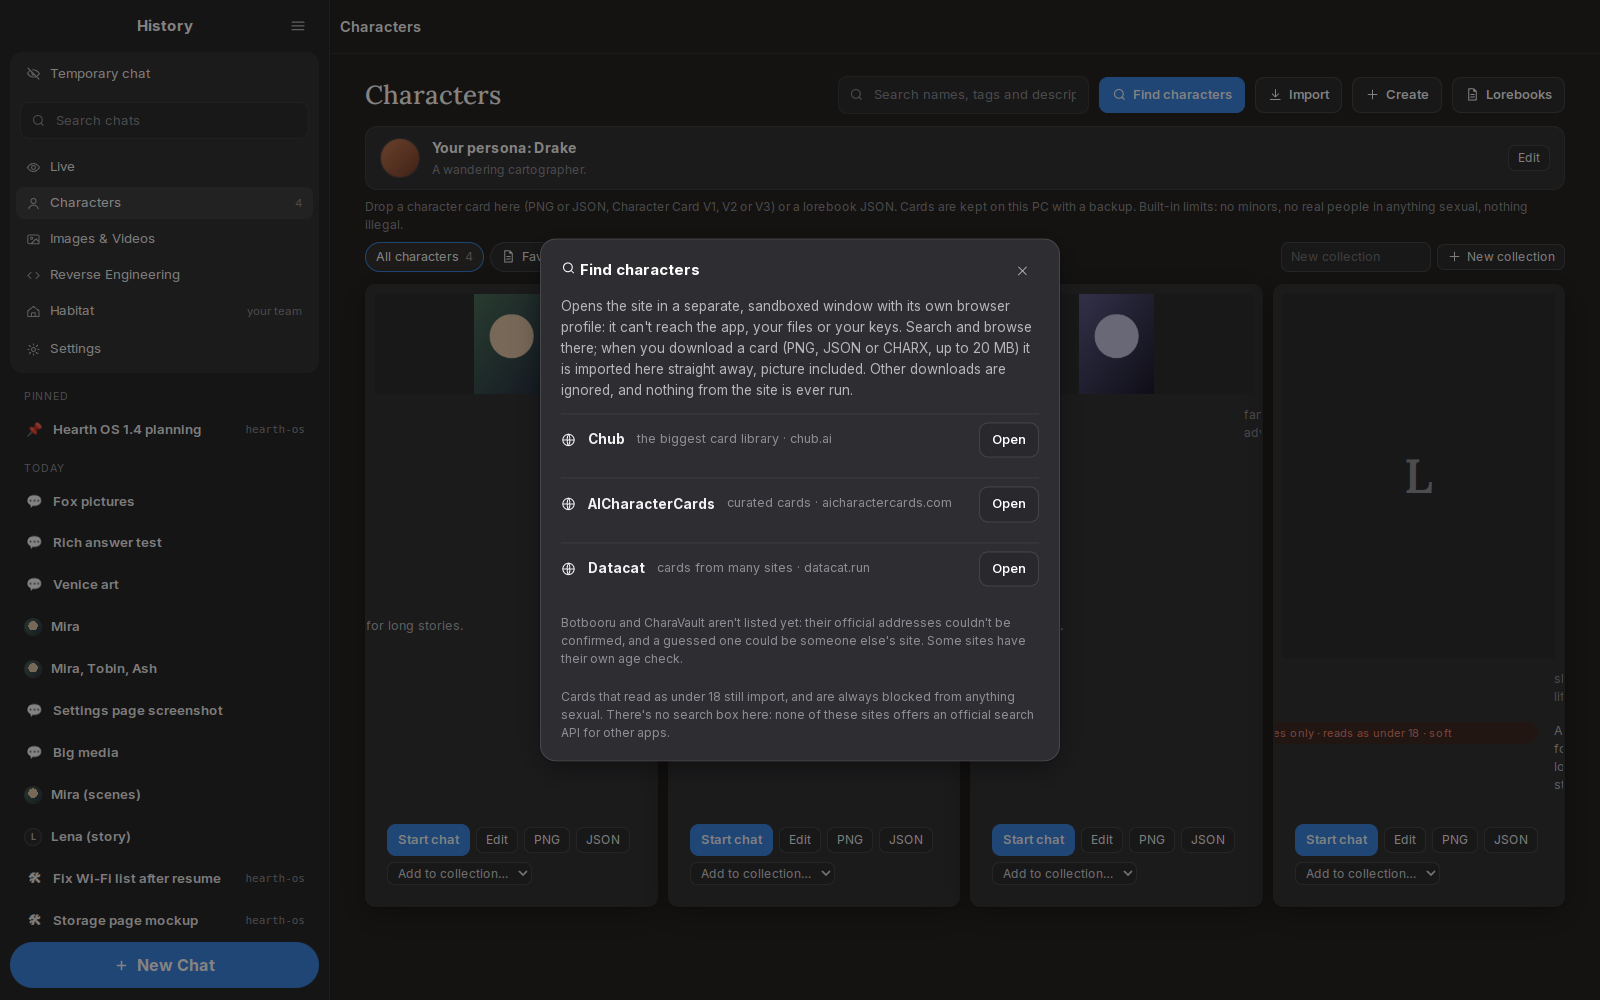 History
Temporary chat
Search chats
Live
Characters 4
Images & Videos
Reverse Engineering
Habitat your team
Settings
PINNED
Hearth OS 1.4 planning hearth-os
TODAY
Fox pictures
Rich answer test
Venice art
Mira
Mira, Tobin, Ash
Settings page screenshot
Big media
Mira (scenes)
L Lena (story)
Fix Wi-Fi list after resume hearth-os
Storage page mockup hearth-os
+ New Chat
Characters
Characters
Search names, tags and descrip
Find characters
Import
Create
Lorebooks
Your persona: Drake
A wandering cartographer.
Edit
Drop a character card here (PNG or JSON, Character Card V1, V2 or V3) or a lorebook JSON. Cards are kept on this PC with a backup. Built-in limits: no minors, no real people in anything sexual, nothing
illegal.
All characters 4
Fav
New collection
New collection
Find characters
Opens the site in a separate, sandboxed window with its own browser
profile: it can't reach the app, your files or your keys. Search and browse
there; when you download a card (PNG, JSON or CHARX, up to 20 MB) it
is imported here straight away, picture included. Other downloads are
ignored, and nothing from the site is ever run.
Chub the biggest card library · chub.ai Open
AICharacterCards curated cards · aicharactercards.com Open
Datacat cards from many sites · datacat.run Open
Botbooru and CharaVault aren't listed yet: their official addresses couldn't be
confirmed, and a guessed one could be someone else's site. Some sites have
their own age check.
Cards that read as under 18 still import, and are always blocked from anything
sexual. There's no search box here: none of these sites offers an official search
API for other apps.
for long stories.
L
es only · reads as under 18 · soft
Start chat Edit PNG JSON
Add to collection...
Start chat Edit PNG JSON
Add to collection...
Start chat Edit PNG JSON
Add to collection...
Start chat Edit PNG JSON
Add to collection...